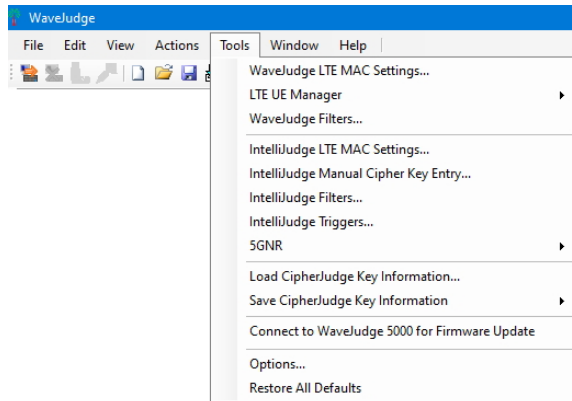 WaveJudge
File Edit View Actions Tools Window Help
WaveJudge LTE MAC Settings...
LTE UE Manager
WaveJudge Filters...
IntelliJudge LTE MAC Settings...
IntelliJudge Manual Cipher Key Entry...
IntelliJudge Filters...
IntelliJudge Triggers...
5GNR
Load CipherJudge Key Information...
Save CipherJudge Key Information
Connect to WaveJudge 5000 for Firmware Update
Options...
Restore All Defaults